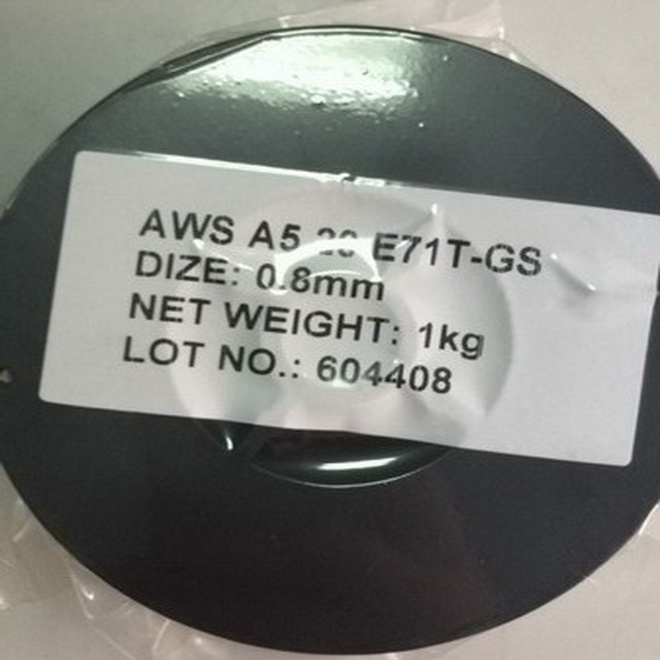 AWS A5.20 E71T-GS
DIZE: 0.8mm
NET WEIGHT: 1kg
LOT NO.: 604408